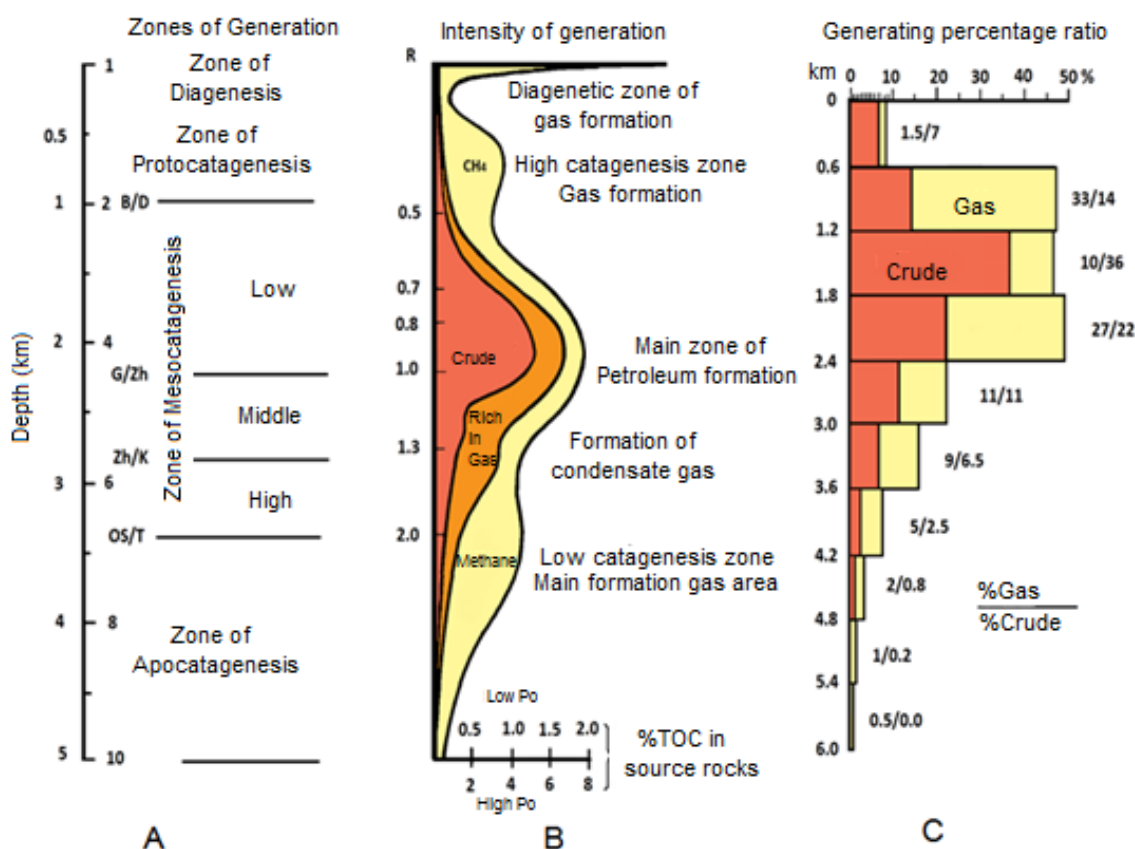 Zones of Generation
Zone of
Diagenesis
Zone of
Protocatagenesis
Depth (km)
0.5
1
2
3
4
5
1
2
4
6
8
10
B/D
G/Zh
Zh/K
OS/T
Zone of Mesocatagenesis
Low
Middle
High
Zone of
Apocatagenesis
A
Intensity of generation
R
0.5
0.7
0.8
1.0
1.3
2.0
CH₄
Crude
Rich
In
Gas
Methane
Diagenetic zone of
gas formation
High catagenesis zone
Gas formation
Main zone of
Petroleum formation
Formation of
condensate gas
Low catagenesis zone
Main formation gas area
Low Po
0.5 1.0 1.5 2.0
2 4 6 8
HIgh Po
%TOC in
source rocks
B
Generating percentage ratio
km
0 10 20 30 40 50 %
0
0.6
1.2
1.8
2.4
3.0
3.6
4.2
4.8
5.4
6.0
Gas
Crude
1.5/7
33/14
10/36
27/22
11/11
9/6.5
5/2.5
2/0.8
1/0.2
0.5/0.0
%Gas
%Crude
C